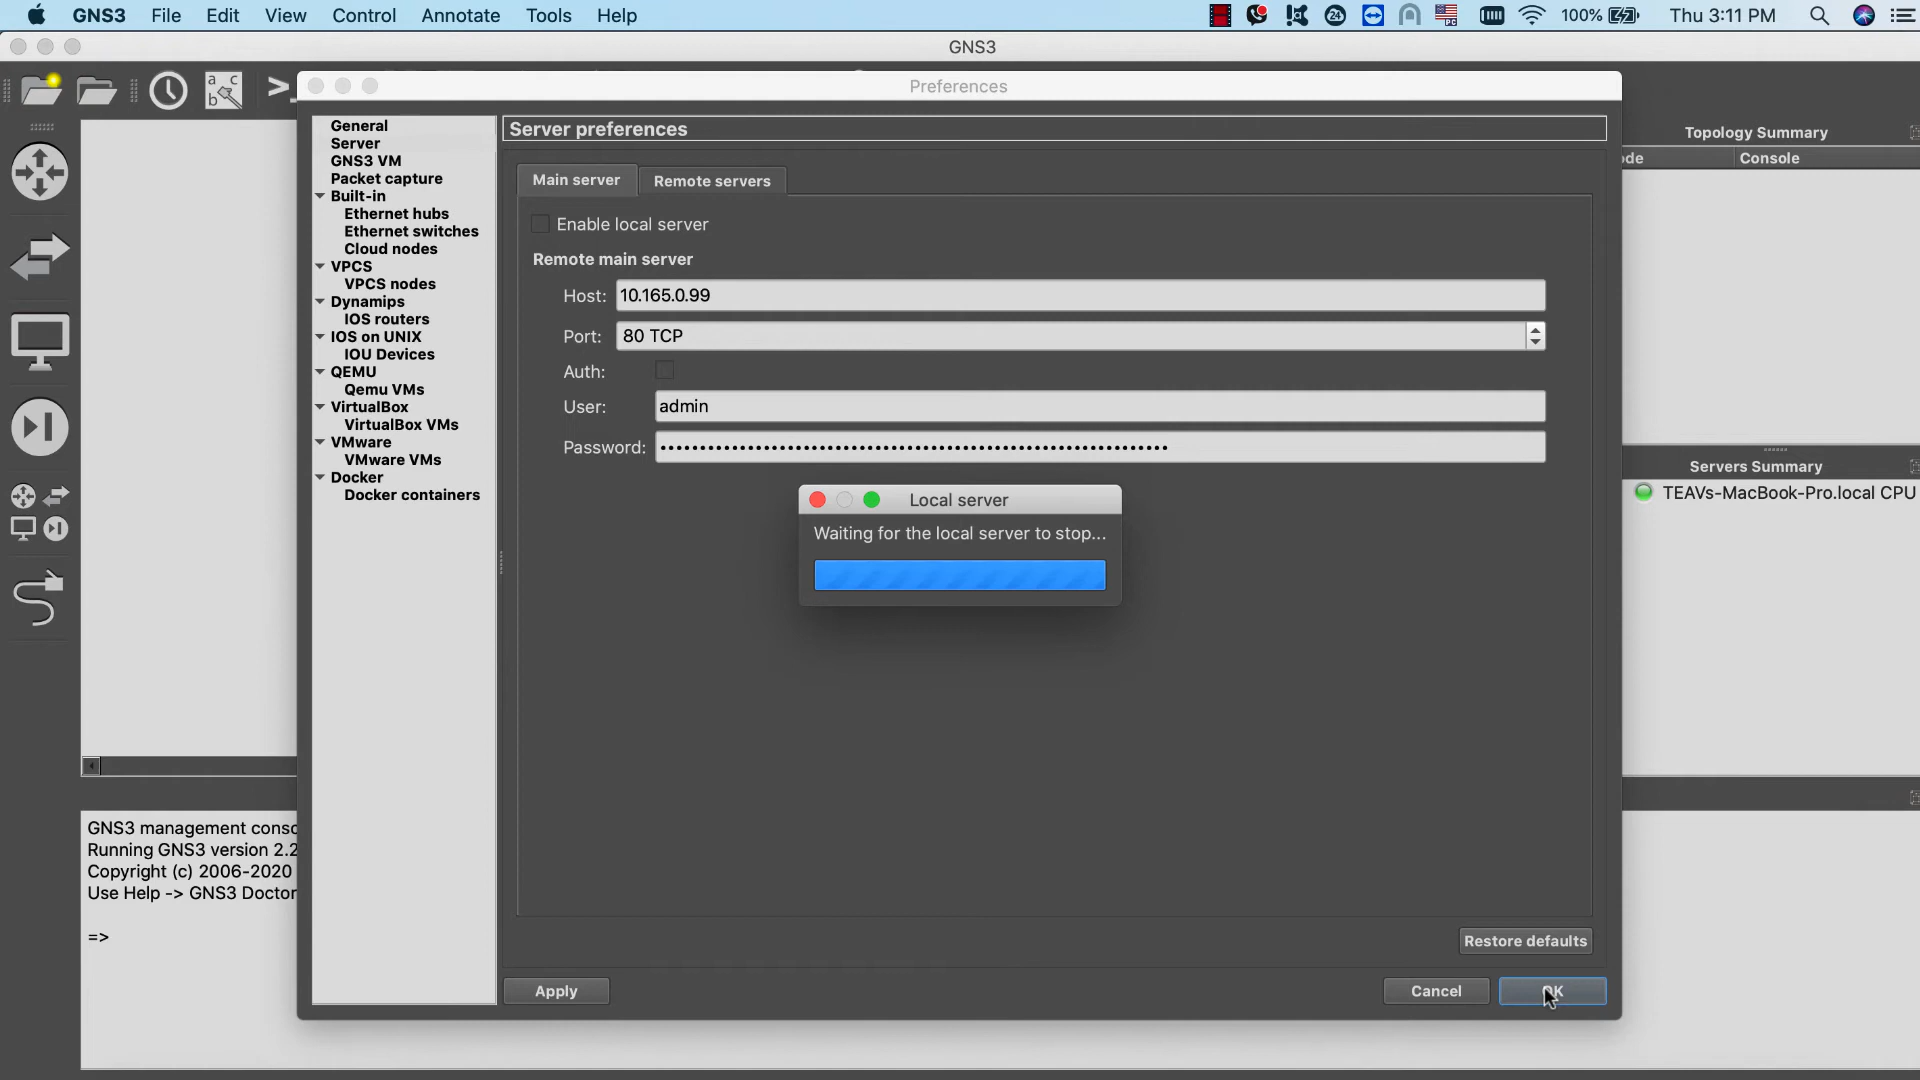 GNS3 File Edit View Control Annotate Tools Help 100% Thu 3:11 PM
GNS3
Preferences
General
Server
GNS3 VM
Packet capture
Built-in
Ethernet hubs
Ethernet switches
Cloud nodes
VPCS
VPCS nodes
Dynamips
IOS routers
IOS on UNIX
IOU Devices
QEMU
Qemu VMs
VirtualBox
VirtualBox VMs
VMware
VMware VMs
Docker
Docker containers
Server preferences
Main server Remote servers
Enable local server
Remote main server
Host: 10.165.0.99
Port: 80 TCP
Auth:
User: admin
Password:
Local server
Waiting for the local server to stop...
Restore defaults
Apply Cancel OK
Topology Summary
Console
Servers Summary
TEAVs-MacBook-Pro.local CPU
GNS3 management
Running GNS3 version 2.2
Copyright (c) 2006-2020
Use Help -> GNS3 Doctor
=>